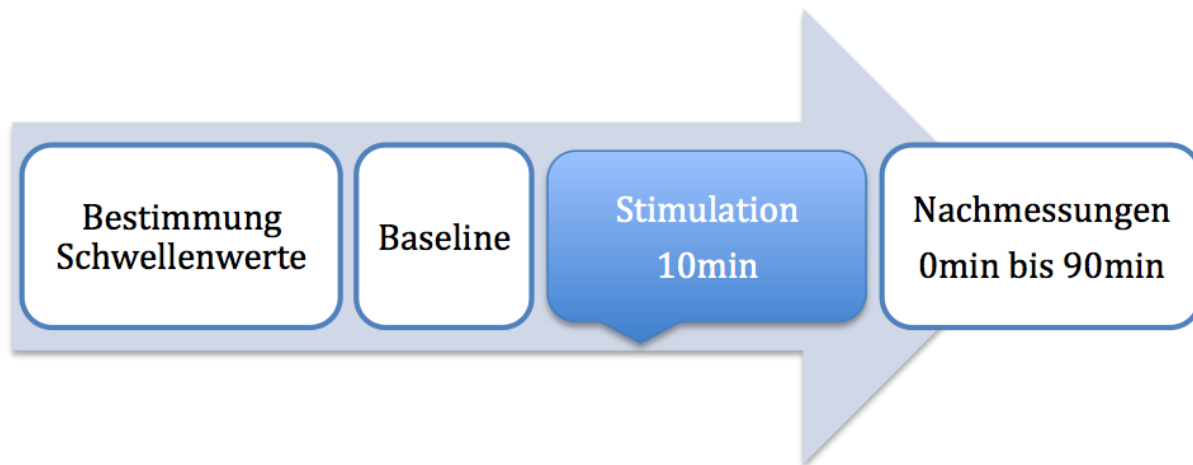 Bestimmung
Schwellenwerte
Baseline
Stimulation
10min
Nachmessungen
0min bis 90min